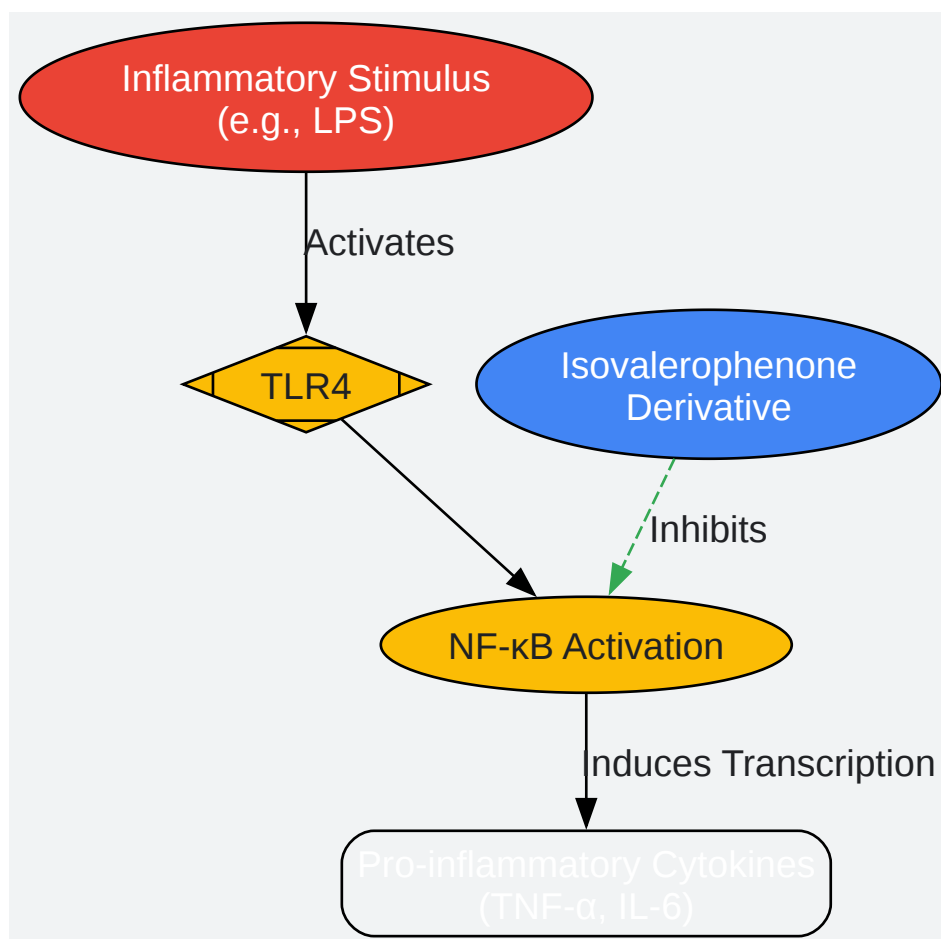 Inflammatory Stimulus
(e.g., LPS)
Activates
TLR4
Isovalerophenone
Derivative
Inhibits
NF-κB Activation
Induces Transcription
Pro-inflammatory Cytokines
(TNF-α, IL-6)